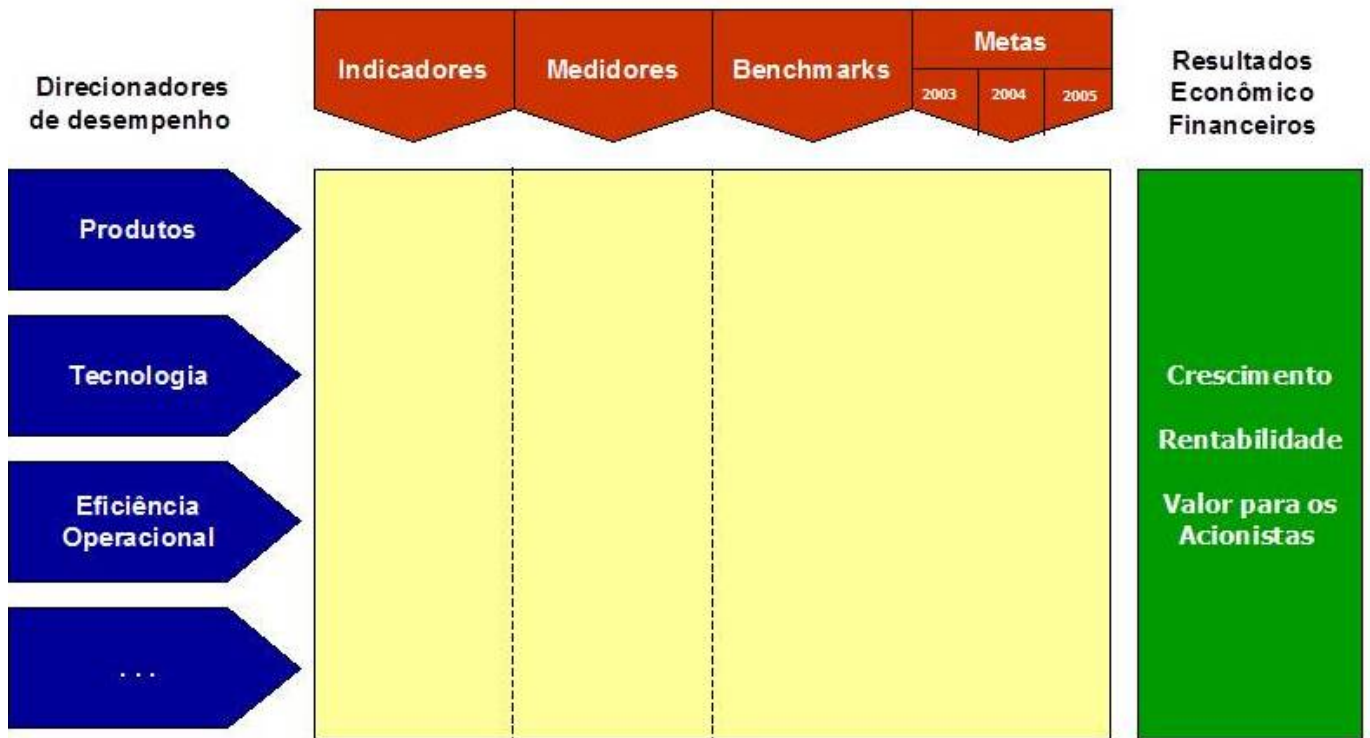 Direcionadores
de desempenho
Indicadores
Medidores
Benchmarks
Metas
2003
2004
2005
Resultados
Econômico
Financeiros
Produtos
Tecnologia
Eficiência
Operacional
. . .
Crescimento
Rentabilidade
Valor para os
Acionistas